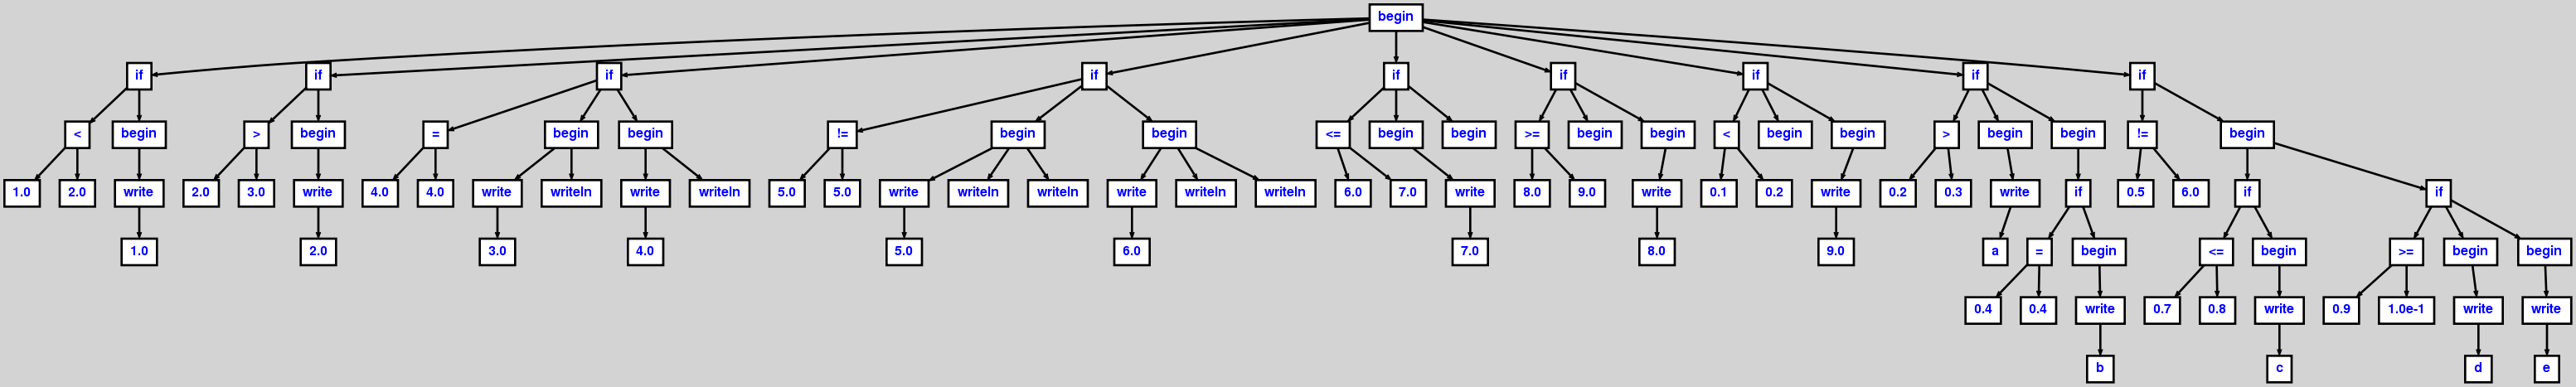 begin
if if if if if if if if if
< begin > begin = begin begin != begin begin <= begin begin >= begin begin < begin begin > begin begin != begin
1.0 2.0 write 2.0 3.0 write 4.0 4.0 write writeln write writeln 5.0 5.0 write writeln writeln write writeln writeln 6.0 7.0 write 8.0 9.0 write 0.1 0.2 write 0.2 0.3 write if 0.5 6.0 if if
1.0 2.0 3.0 4.0 5.0 6.0 7.0 8.0 9.0 a = begin <= begin >= begin begin
0.4 0.4 write 0.7 0.8 write 0.9 1.0e-1 write write
b c d e